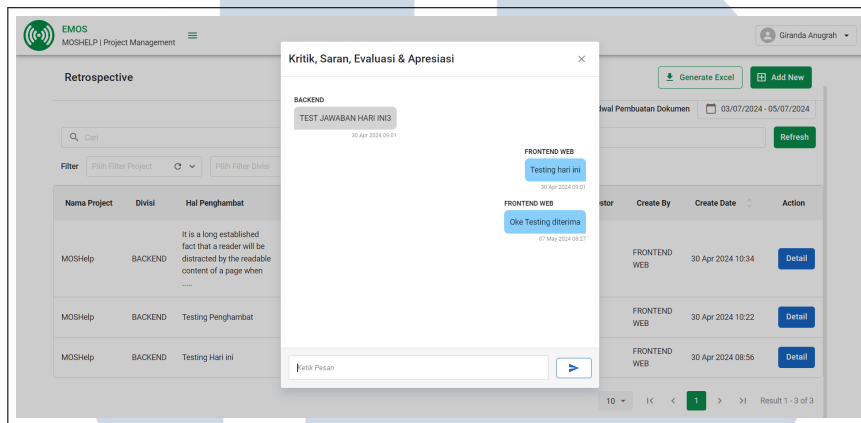 EMOS
MOSHELP | Project Management
Giranda Anugrah
Retrospective
Generate Excel
Add New
dwal Pembuatan Dokumen
03/07/2024 - 05/07/2024
Cari
Refresh
Filter
Pilih Filter Project
Pilih Filter Divisi
Nama Project
Divisi
Hal Penghambat
stor
Create By
Create Date
Action
MOSHelp
BACKEND
It is a long established
fact that a reader will be
distracted by the readable
content of a page when
.....
FRONTEND
WEB
30 Apr 2024 10:34
Detail
MOSHelp
BACKEND
Testing Penghambat
FRONTEND
WEB
30 Apr 2024 10:22
Detail
MOSHelp
BACKEND
Testing Hari ini
FRONTEND
WEB
30 Apr 2024 08:56
Detail
10
1
Result 1 - 3 of 3
Kritik, Saran, Evaluasi & Apresiasi
BACKEND
TEST JAWABAN HARI INI3
30 Apr 2024 09:01
FRONTEND WEB
Testing hari ini
30 Apr 2024 09:01
FRONTEND WEB
Oke Testing diterima
07 May 2024 08:27
Ketik Pesan